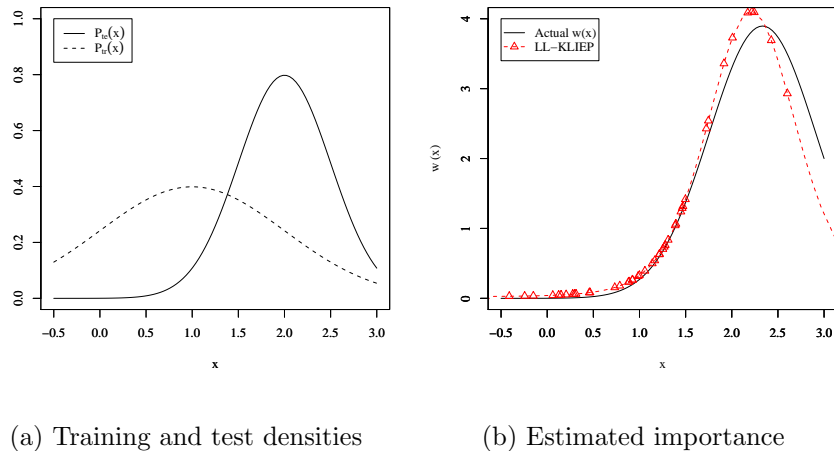 1.0
0.8
0.6
0.4
0.2
0.0
Pte(x)
Ptr(x)
-0.5 0.0 0.5 1.0 1.5 2.0 2.5 3.0
x
4
3
2
1
0
w (x)
Actual w(x)
LL-KLIEP
-0.5 0.0 0.5 1.0 1.5 2.0 2.5 3.0
x
(a) Training and test densities
(b) Estimated importance